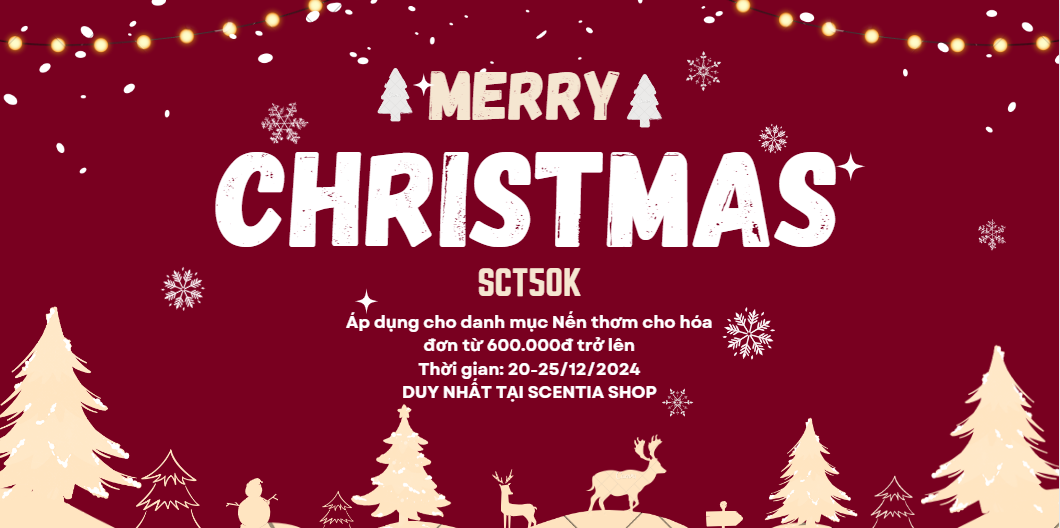 MERRY
CHRISTMAS
SCT50K
Áp dụng cho danh mục Nến thơm cho hóa
đơn từ 600.000đ trở lên
Thời gian: 20-25/12/2024
DUY NHẤT TẠI SCENTIA SHOP